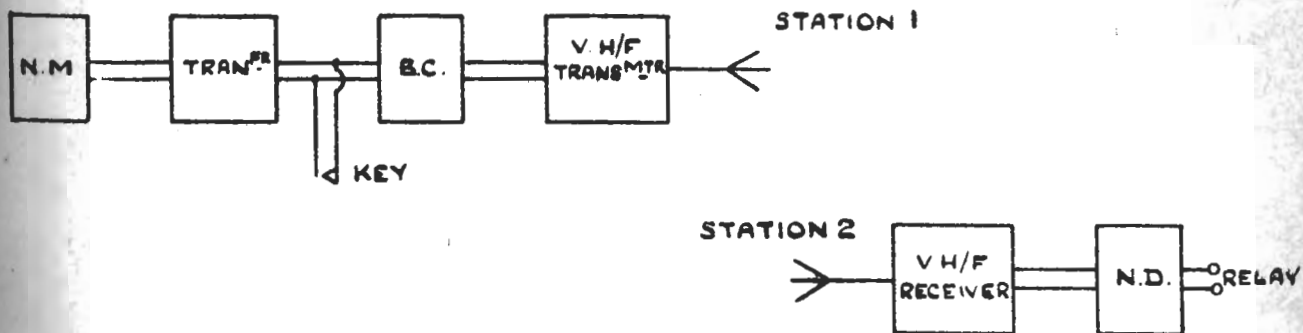 STATION 1
N.M
TRANFR
B.C.
V. H/F
TRANSMTR
KEY
STATION 2
V H/F
RECEIVER
N.D.
RELAY